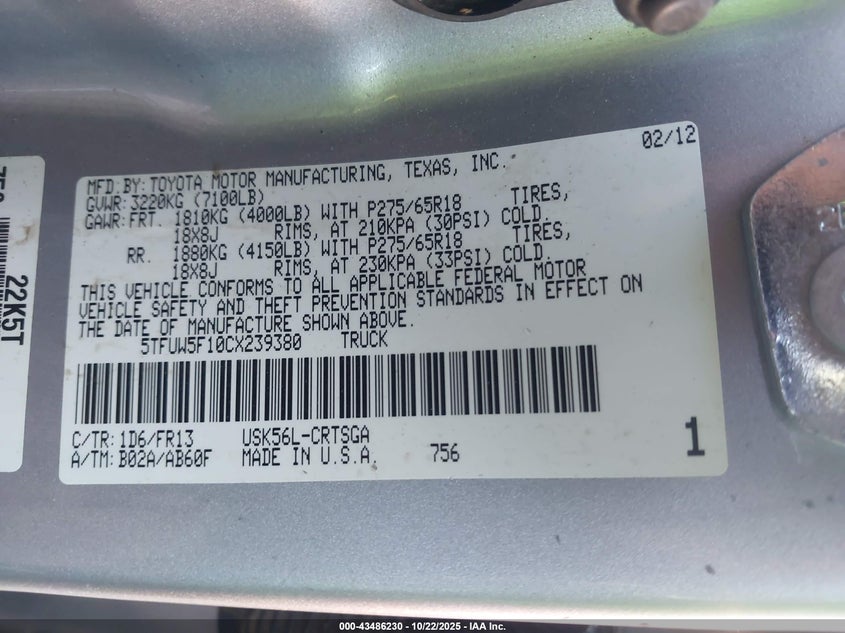 02/12
MFD.BY: TOYOTA MOTOR MANUFACTURING, TEXAS, INC.
GVWR: 3220KG (7100LB)
GAWR: FRT. 1810KG (4000LB) WITH P275/65R18 TIRES,
18X8J RIMS, AT 210KPA (30PSI) COLD.
RR. 1880KG (4150LB) WITH P275/65R18 TIRES,
18X8J RIMS, AT 230KPA (33PSI) COLD.
THIS VEHICLE CONFORMS TO ALL APPLICABLE FEDERAL MOTOR
VEHICLE SAFETY AND THEFT PREVENTION STANDARDS IN EFFECT ON
THE DATE OF MANUFACTURE SHOWN ABOVE.
5TFUW5F10CX239380 TRUCK
C/TR: 1D6/FR13 USK56L-CRTSGA
A/TM: B02A/AB60F MADE IN U.S.A. 756
1
22K5T
000-43486230 - 10/22/2025 - IAA Inc.